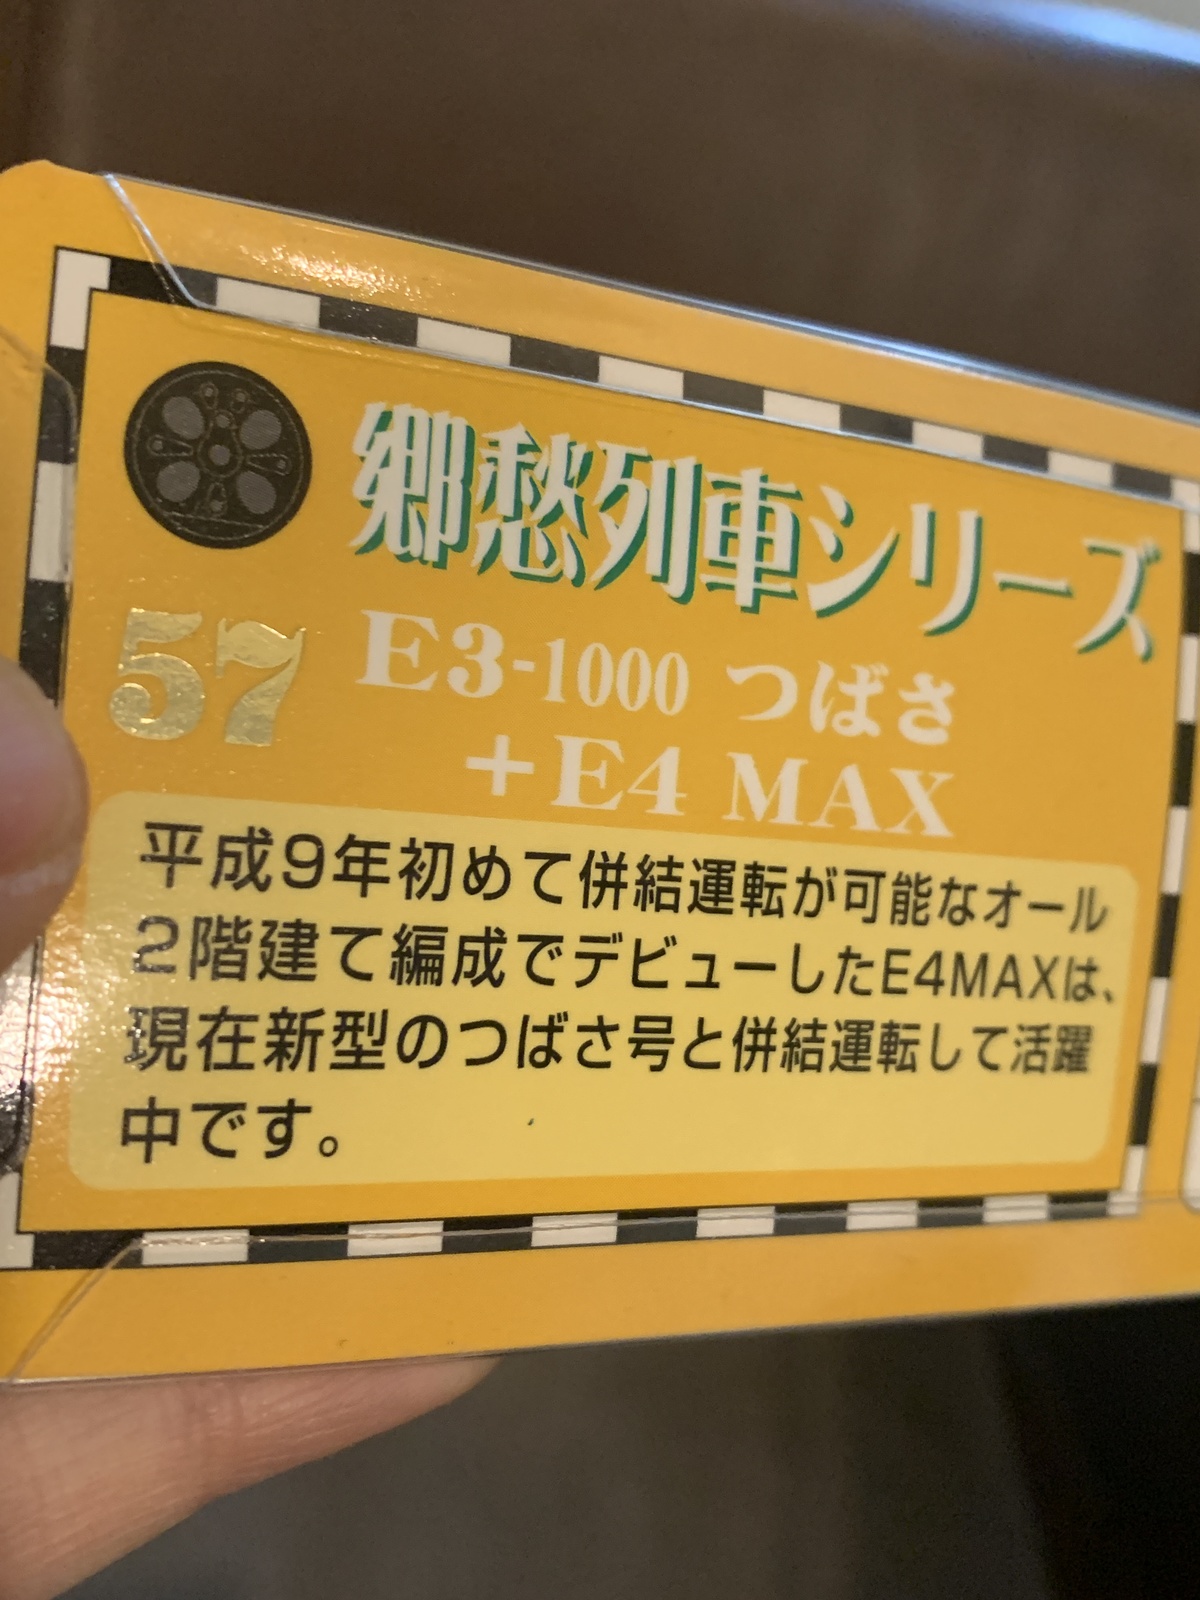 郷愁列車シリーズ
57
E3-1000 つばさ
+E4 MAX
平成9年初めて併結運転が可能なオール
2階建て編成でデビューしたE4MAXは、
現在新型のつばさ号と併結運転して活躍
中です。